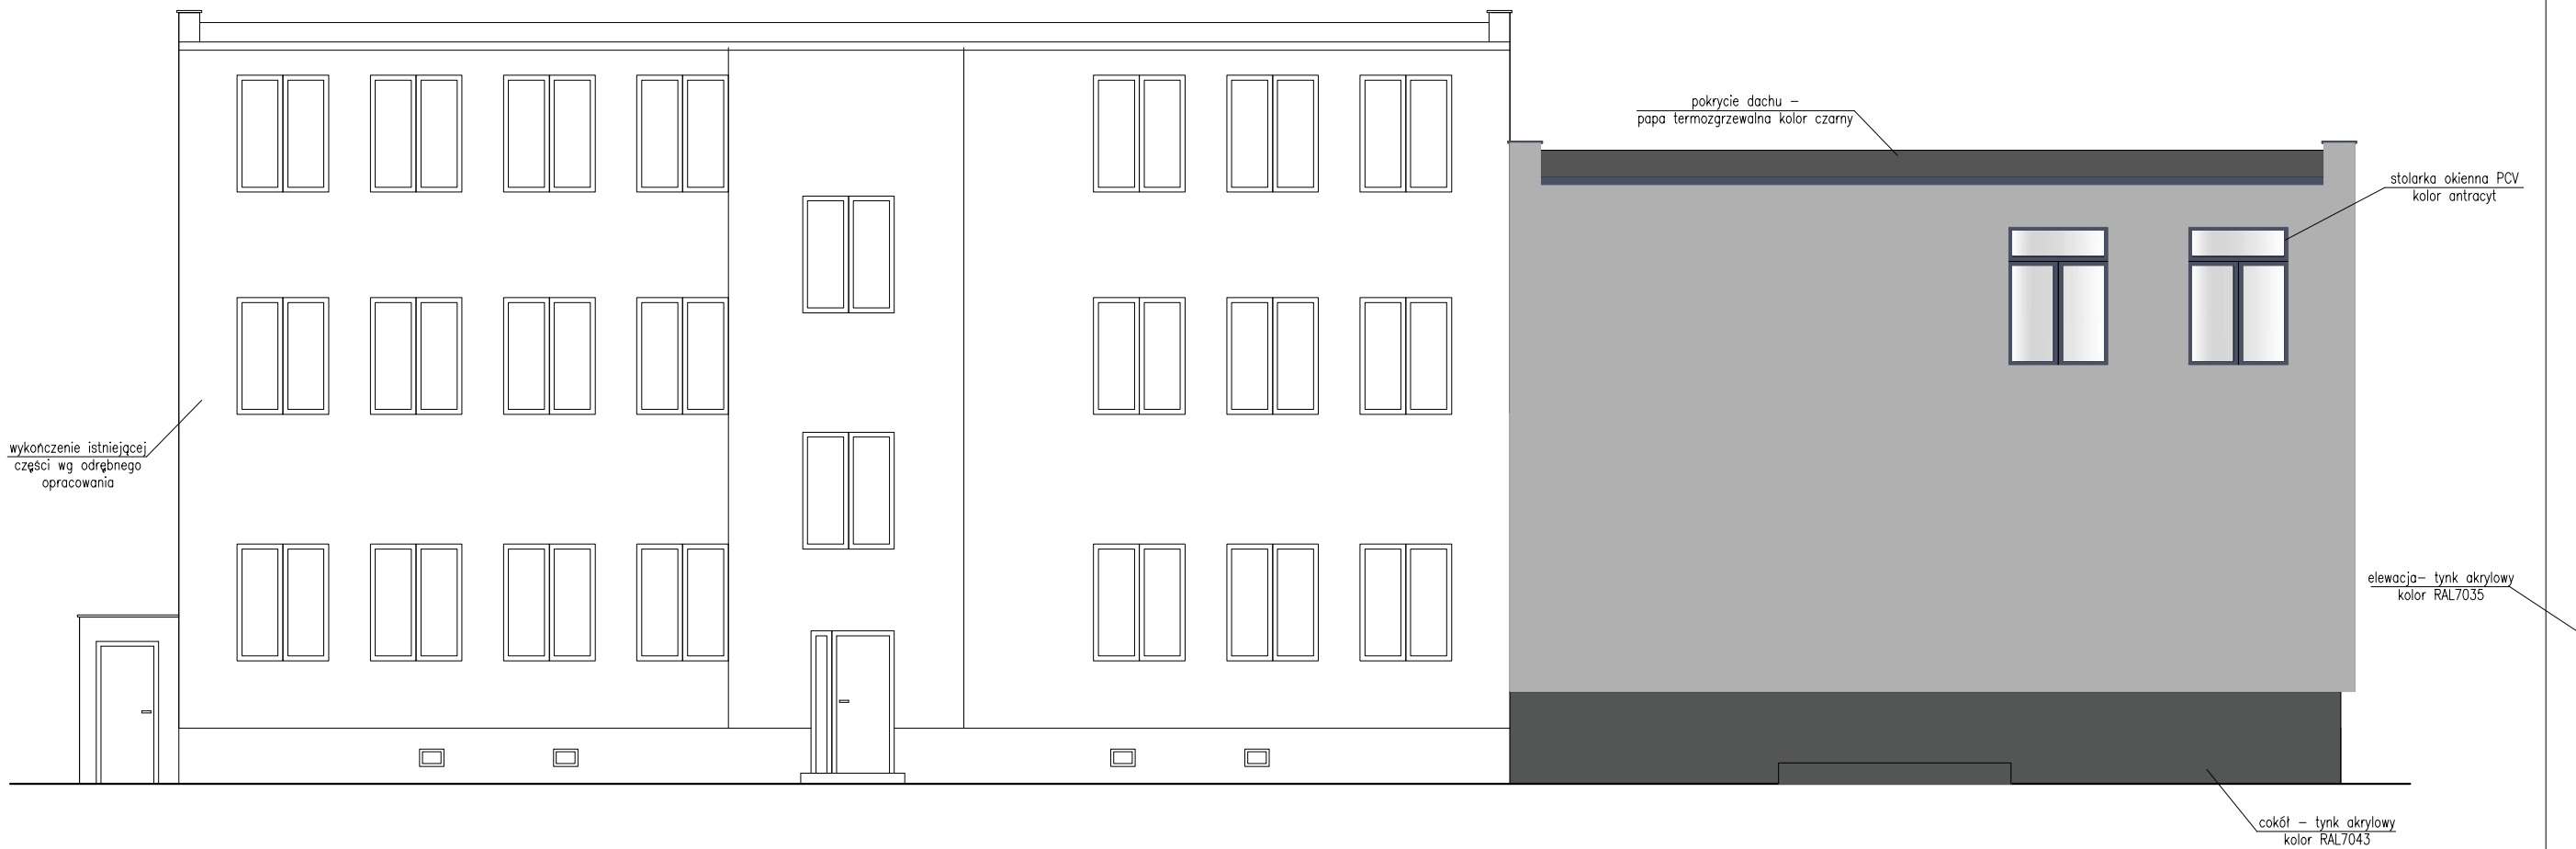 pokrycie dachu –
papa termozgrzewalna kolor czarny
stolarka okienna PCV
kolor antracyt
wykończenie istniejącej
części wg odrębnego
opracowania
elewacja– tynk akrylowy
kolor RAL7035
cokół – tynk akrylowy
kolor RAL7043